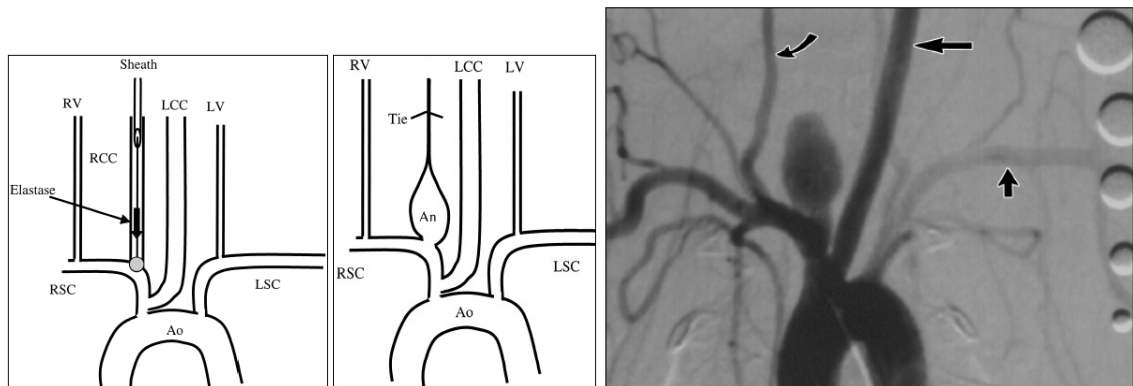 Sheath
RV
LCC
LV
RCC
Elastase
RSC
LSC
Ao
RV
LCC
LV
Tie
An
RSC
LSC
Ao